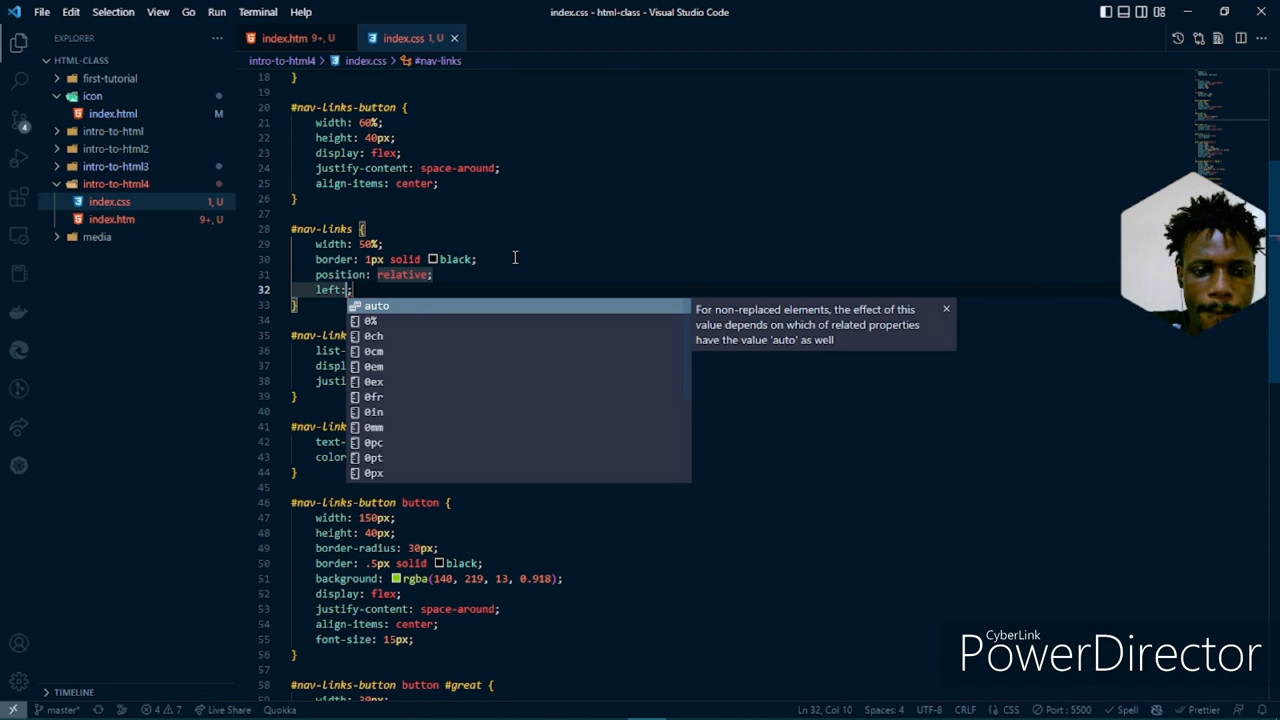 File Edit Selection View Go Run Terminal Help
index.css - html-class - Visual Studio Code
EXPLORER
index.htm 9+, U
index.css 1, U
HTML-CLASS
first-tutorial
icon
index.html M
intro-to-html
intro-to-html2
intro-to-html3
intro-to-html4
index.css 1, U
index.htm 9+, U
media
4
intro-to-html4 > index.css > #nav-links
18 }
19
20 #nav-links-button {
21 width: 60%;
22 height: 40px;
23 display: flex;
24 justify-content: space-around;
25 align-items: center;
26 }
27
28 #nav-links {
29 width: 50%;
30 border: 1px solid black;
31 position: relative;
32 left:;
33 }
34
35 #nav-link
36 list-
37 displ
38 justi
39 }
40
41 #nav-link
42 text-
43 color
44 }
45
46 #nav-links-button button {
47 width: 150px;
48 height: 40px;
49 border-radius: 30px;
50 border: .5px solid black;
51 background: rgba(140, 219, 13, 0.918);
52 display: flex;
53 justify-content: space-around;
54 align-items: center;
55 font-size: 15px;
56 }
57
58 #nav-links-button button #great {
auto
0%
0ch
0cm
0em
0ex
0fr
0in
0mm
0pc
0pt
0px
For non-replaced elements, the effect of this
value depends on which of related properties
have the value 'auto' as well
CyberLink
PowerDirector
TIMELINE
master* 4 7 Live Share Quokka
Ln 32, Col 10 Spaces: 4 UTF-8 CRLF CSS Port : 5500 Spell Prettier